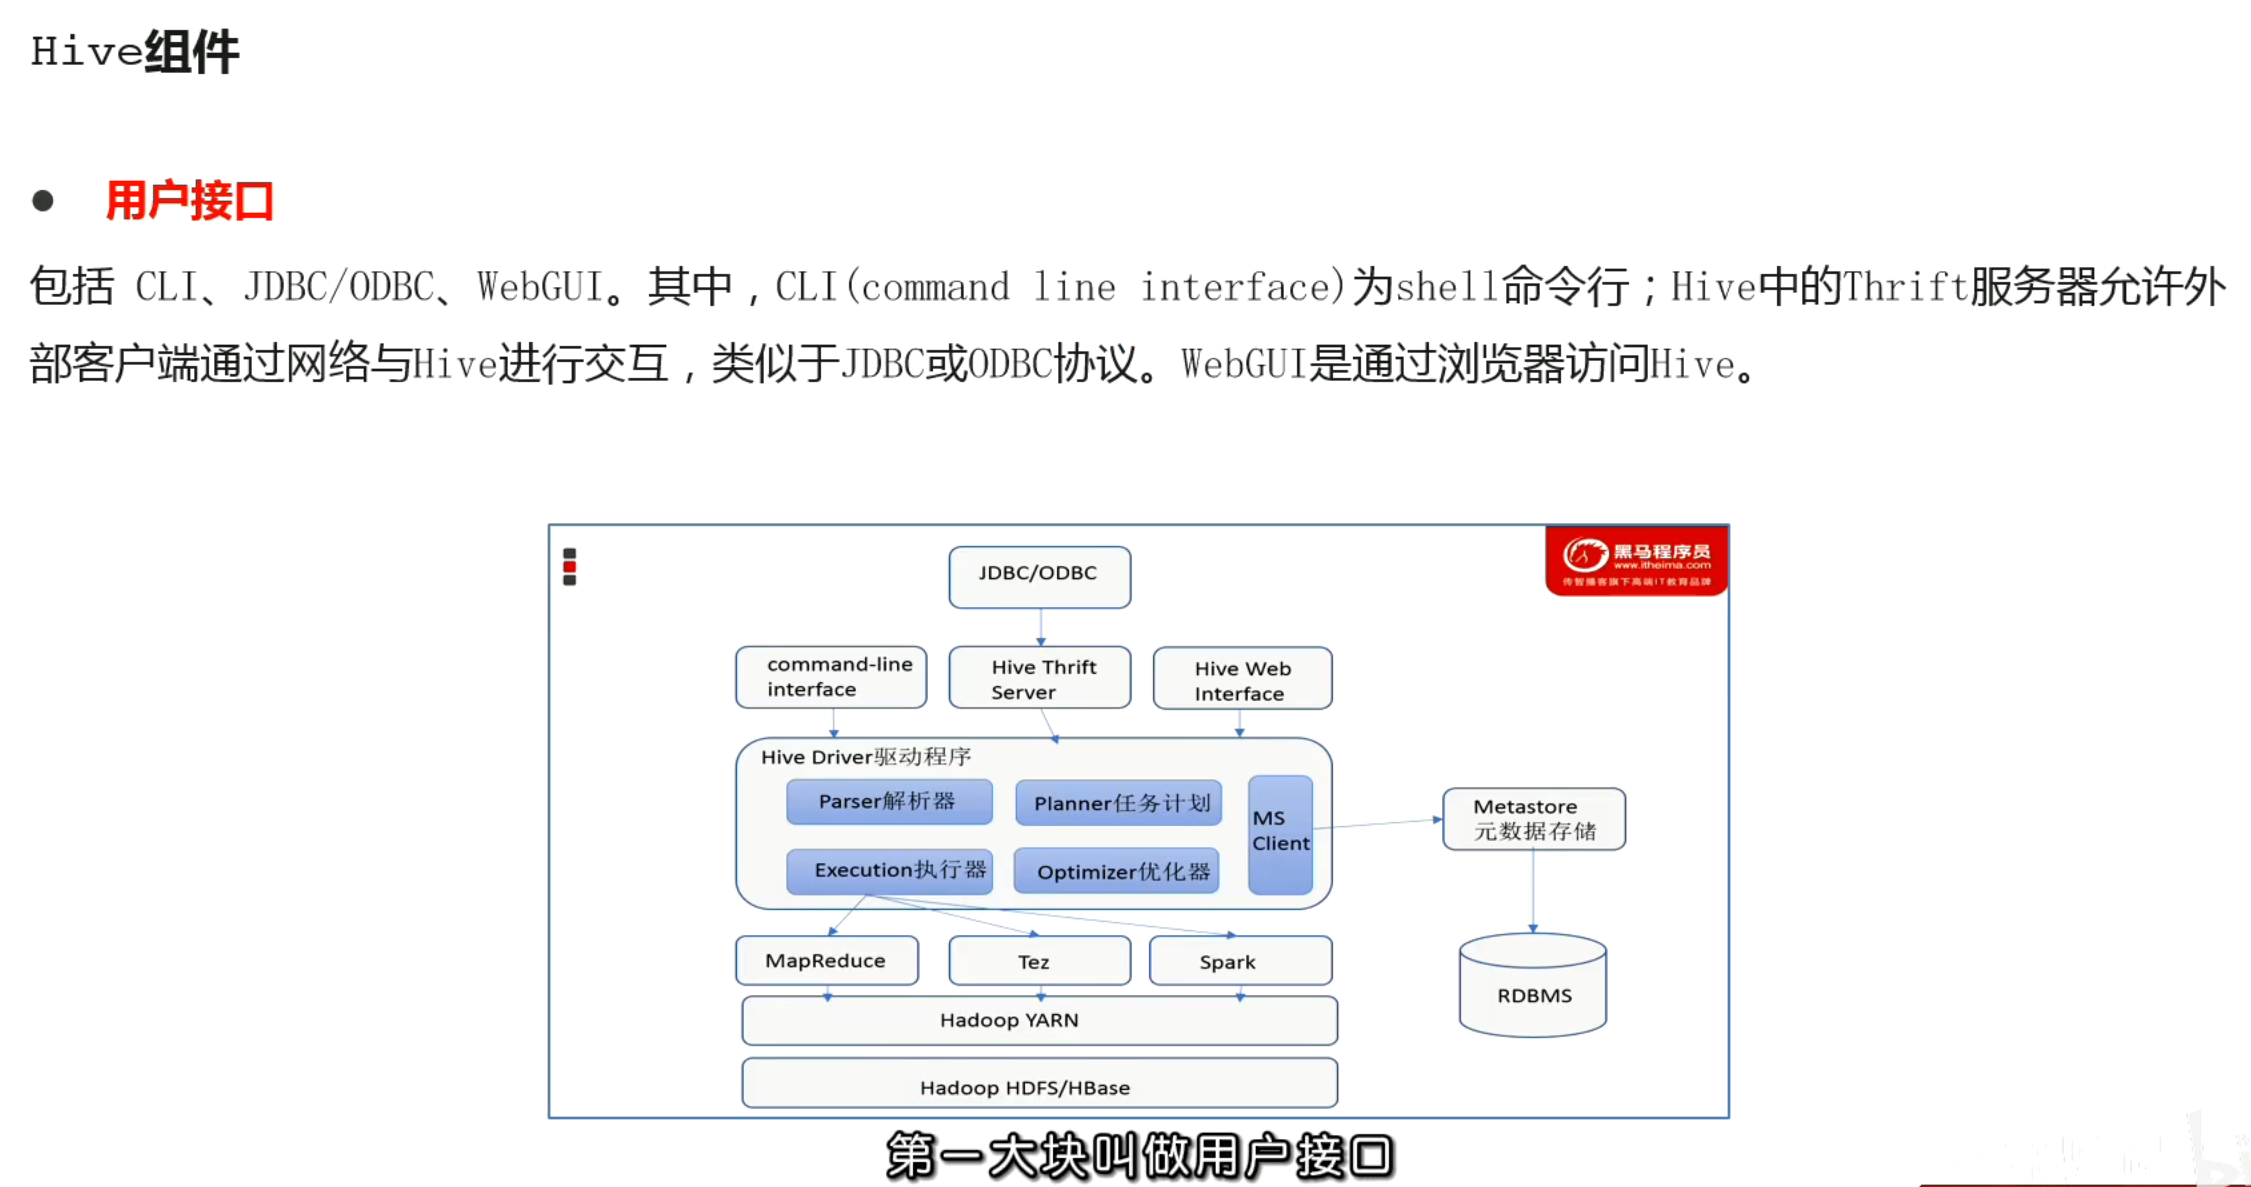 Hive组件
● 用户接口
包括 CLI、JDBC/ODBC、WebGUI。其中，CLI(command line interface)为shell命令行；Hive中的Thrift服务器允许外
部客户端通过网络与Hive进行交互，类似于JDBC或ODBC协议。WebGUI是通过浏览器访问Hive。
黑马程序员
www.itheima.com
传智播客旗下高端IT教育品牌
JDBC/ODBC
command-line
interface
Hive Thrift
Server
Hive Web
Interface
Hive Driver驱动程序
Parser解析器
Planner任务计划
MS
Client
Execution执行器
Optimizer优化器
Metastore
元数据存储
MapReduce
Tez
Spark
RDBMS
Hadoop YARN
Hadoop HDFS/HBase
第一大块叫做用户接口